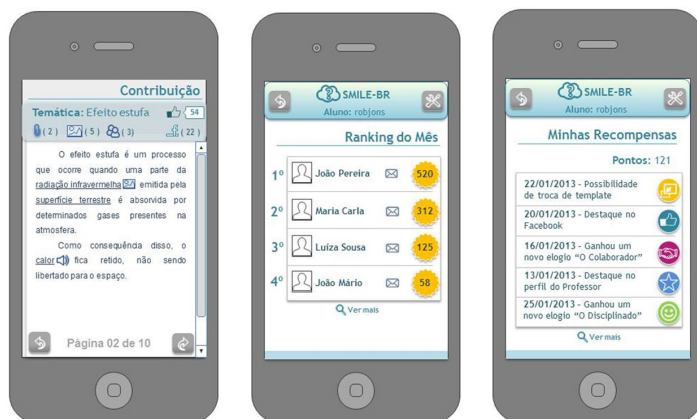 Contribuição
Temática: Efeito estufa 54
( 2 ) ( 5 ) ( 3 ) ( 22 )
O efeito estufa é um processo
que ocorre quando uma parte da
radiação infravermelha emitida pela
superfície terrestre é absorvida por
determinados gases presentes na
atmosfera.
Como consequência disso, o
calor fica retido, não sendo
libertado para o espaço.
Página 02 de 10
SMILE-BR
Aluno: robjons
Ranking do Mês
1º João Pereira 520
2º Maria Carla 312
3º Luíza Sousa 125
4º João Mário 58
Ver mais
SMILE-BR
Aluno: robjons
Minhas Recompensas
Pontos: 121
22/01/2013 - Possibilidade
de troca de template
20/01/2013 - Destaque no
Facebook
16/01/2013 - Ganhou um
novo elogio "O Colaborador"
13/01/2013 - Destaque no
perfil do Professor
25/01/2013 - Ganhou um
novo elogio "O Disciplinado"
Ver mais